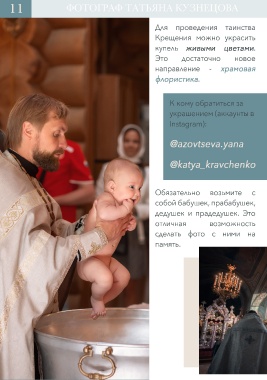 11
ФОТОГРАФ ТАТЬЯНА КУЗНЕЦОВА
Для проведения таинства
Крещения можно украсить
купель живыми цветами.
Это достаточно новое
направление - храмовая
флористика.
К кому обратиться за
украшением (аккаунты в
Instagram):
@azovtseva.yana
@katya_kravchenko
Обязательно возьмите с
собой бабушек, прабабушек,
дедушек и прадедушек. Это
отличная возможность
сделать фото с ними на
память.